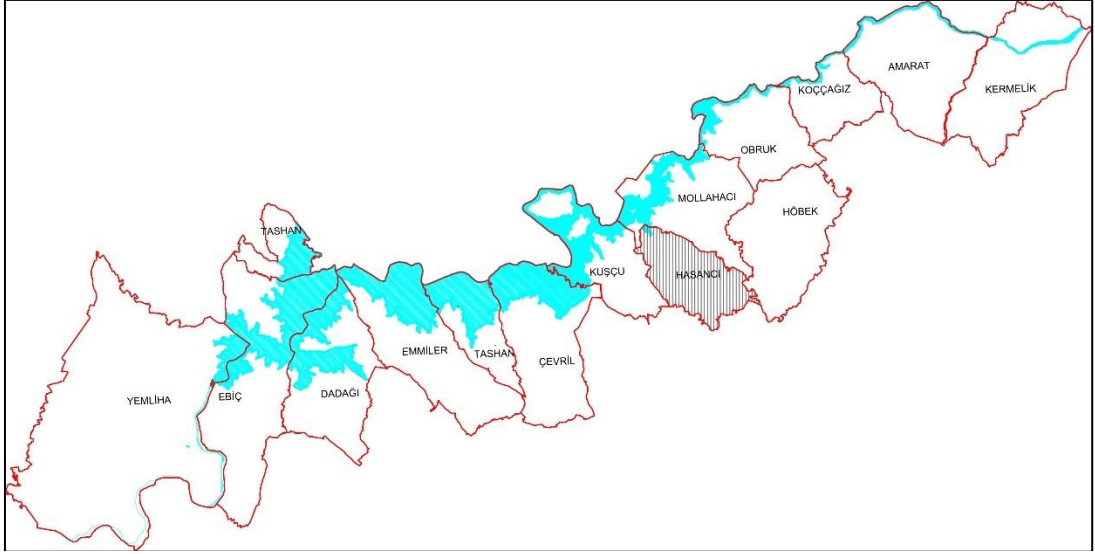 AMARAT
KERMELİK
KOÇÇAĞIZ
OBRUK
MOLLAHACI
HÖBEK
TASHAN
KUŞÇU
HASANCI
EMMİLER
TASHAN
ÇEVRİL
DADAĞI
EBİÇ
YEMLİHA